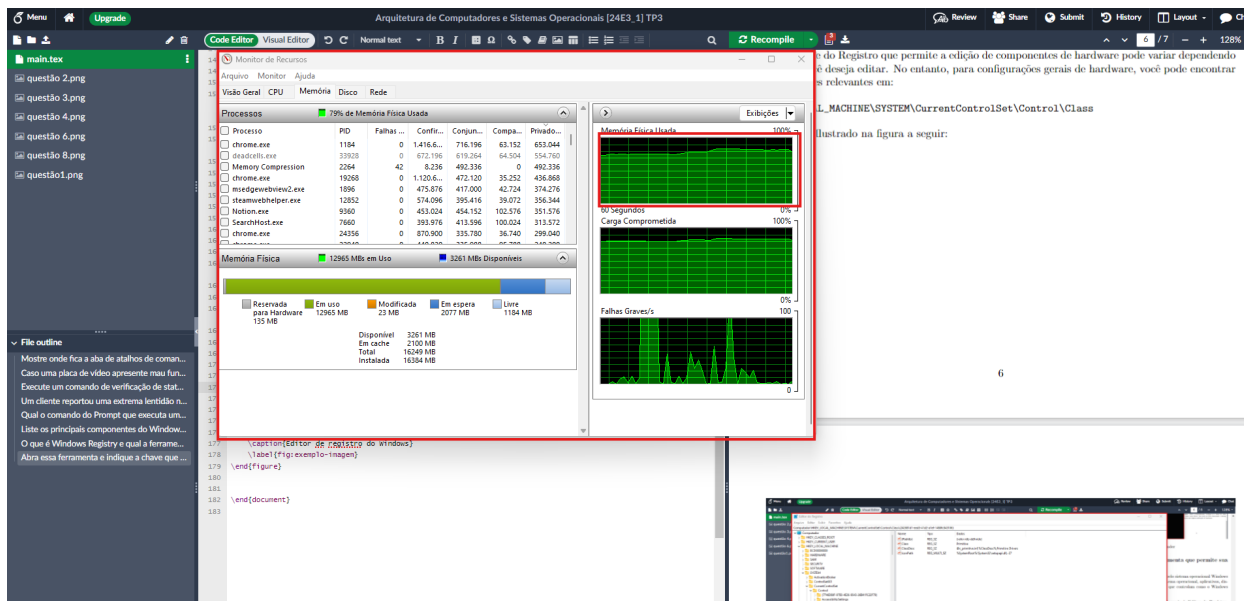 Menu Upgrade Arquitetura de Computadores e Sistemas Operacionais [24E3_1] TP3 Review Share Submit History Layout Ch
Code Editor Visual Editor Normal text B I Recompile 3 6 / 7 128%
main.tex
questão 2.png
questão 3.png
questão 4.png
questão 6.png
questão 8.png
questão1.png
File outline
Mostre onde fica a aba de atalhos de coman...
Caso uma placa de vídeo apresente mau fun...
Execute um comando de verificação de stat...
Um cliente reportou uma extrema lentidão n...
Qual o comando do Prompt que executa um...
Liste os principais componentes do Window...
O que é Windows Registry e qual a ferrame...
Abra essa ferramenta e indique a chave que ...
Monitor de Recursos
Arquivo Monitor Ajuda
Visão Geral CPU Memória Disco Rede
Processos 79% de Memória Física Usada
Processo PID Falhas ... Confir... Conjun... Compa... Privado...
chrome.exe 1184 0 1.416.6... 716.196 63.152 653.044
deadcells.exe 33928 0 672.196 619.264 64.504 554.760
Memory Compression 2264 42 8.236 492.336 0 492.336
chrome.exe 19268 0 1.120.6... 472.120 35.252 436.868
msedgewebview2.exe 1896 0 475.876 417.000 42.724 374.276
steamwebhelper.exe 12852 0 574.096 395.416 39.072 356.344
Notion.exe 9360 0 453.024 454.152 102.576 351.576
SearchHost.exe 7660 0 393.976 413.596 100.024 313.572
chrome.exe 24356 0 870.900 335.780 36.740 299.040
Memória Física 12965 MBs em Uso 3261 MBs Disponíveis
Reservada para Hardware 135 MB
Em uso 12965 MB
Modificada 23 MB
Em espera 2077 MB
Livre 1184 MB
Disponível 3261 MB
Em cache 2100 MB
Total 16249 MB
Instalada 16384 MB
Exibições
Memória Física Usada 100%
60 Segundos 0%
Carga Comprometida 100%
0%
Falhas Graves/s 100
0
177 \caption{Editor de registro do Windows}
178 \label{fig:exemplo-imagem}
179 \end{figure}
180
181
182 \end{document}
183
e do Registro que permite a edição de componentes de hardware pode variar dependendo
ê deseja editar. No entanto, para configurações gerais de hardware, você pode encontrar
es relevantes em:
L_MACHINE\SYSTEM\CurrentControlSet\Control\Class
ilustrado na figura a seguir:
6